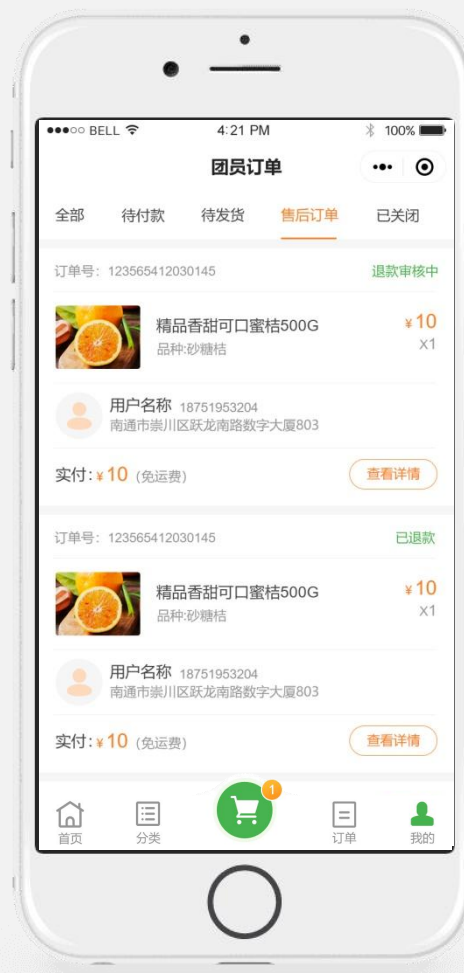 BELL 4:21 PM 100%
团员订单
全部 待付款 待发货 售后订单 已关闭
订单号: 123565412030145 退款审核中
精品香甜可口蜜桔500G ¥10
品种:砂糖桔 X1
用户名称 18751953204
南通市崇川区跃龙南路数字大厦803
实付:¥10 (免运费) 查看详情
订单号: 123565412030145 已退款
精品香甜可口蜜桔500G ¥10
品种:砂糖桔 X1
用户名称 18751953204
南通市崇川区跃龙南路数字大厦803
实付:¥10 (免运费) 查看详情
1
首页 分类 订单 我的